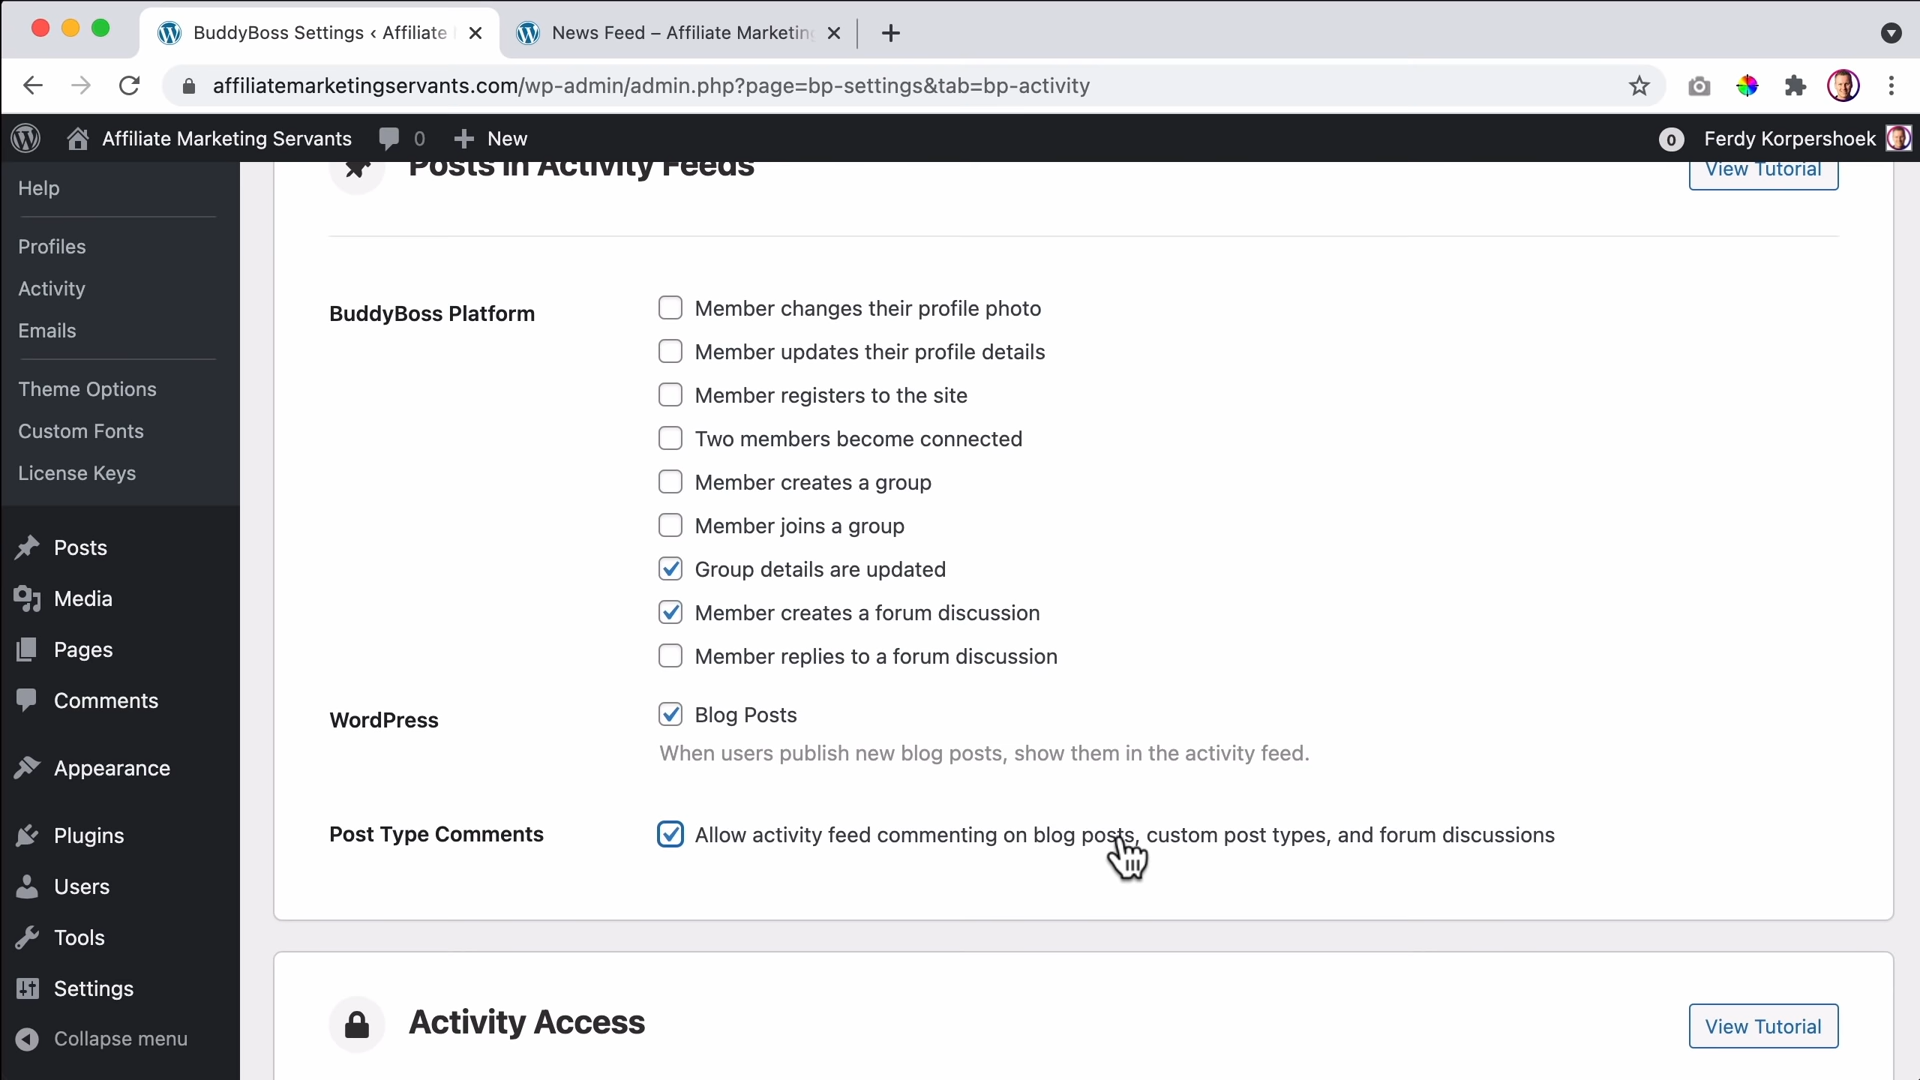 BuddyBoss Settings ‹ Affiliate
News Feed – Affiliate Marketing
affiliatemarketingservants.com/wp-admin/admin.php?page=bp-settings&tab=bp-activity
Affiliate Marketing Servants
0
New
0
Ferdy Korpershoek
Help
Profiles
Activity
Emails
Theme Options
Custom Fonts
License Keys
Posts
Media
Pages
Comments
Appearance
Plugins
Users
Tools
Settings
Collapse menu
Posts in Activity Feeds
View Tutorial
BuddyBoss Platform
Member changes their profile photo
Member updates their profile details
Member registers to the site
Two members become connected
Member creates a group
Member joins a group
Group details are updated
Member creates a forum discussion
Member replies to a forum discussion
WordPress
Blog Posts
When users publish new blog posts, show them in the activity feed.
Post Type Comments
Allow activity feed commenting on blog posts, custom post types, and forum discussions
Activity Access
View Tutorial